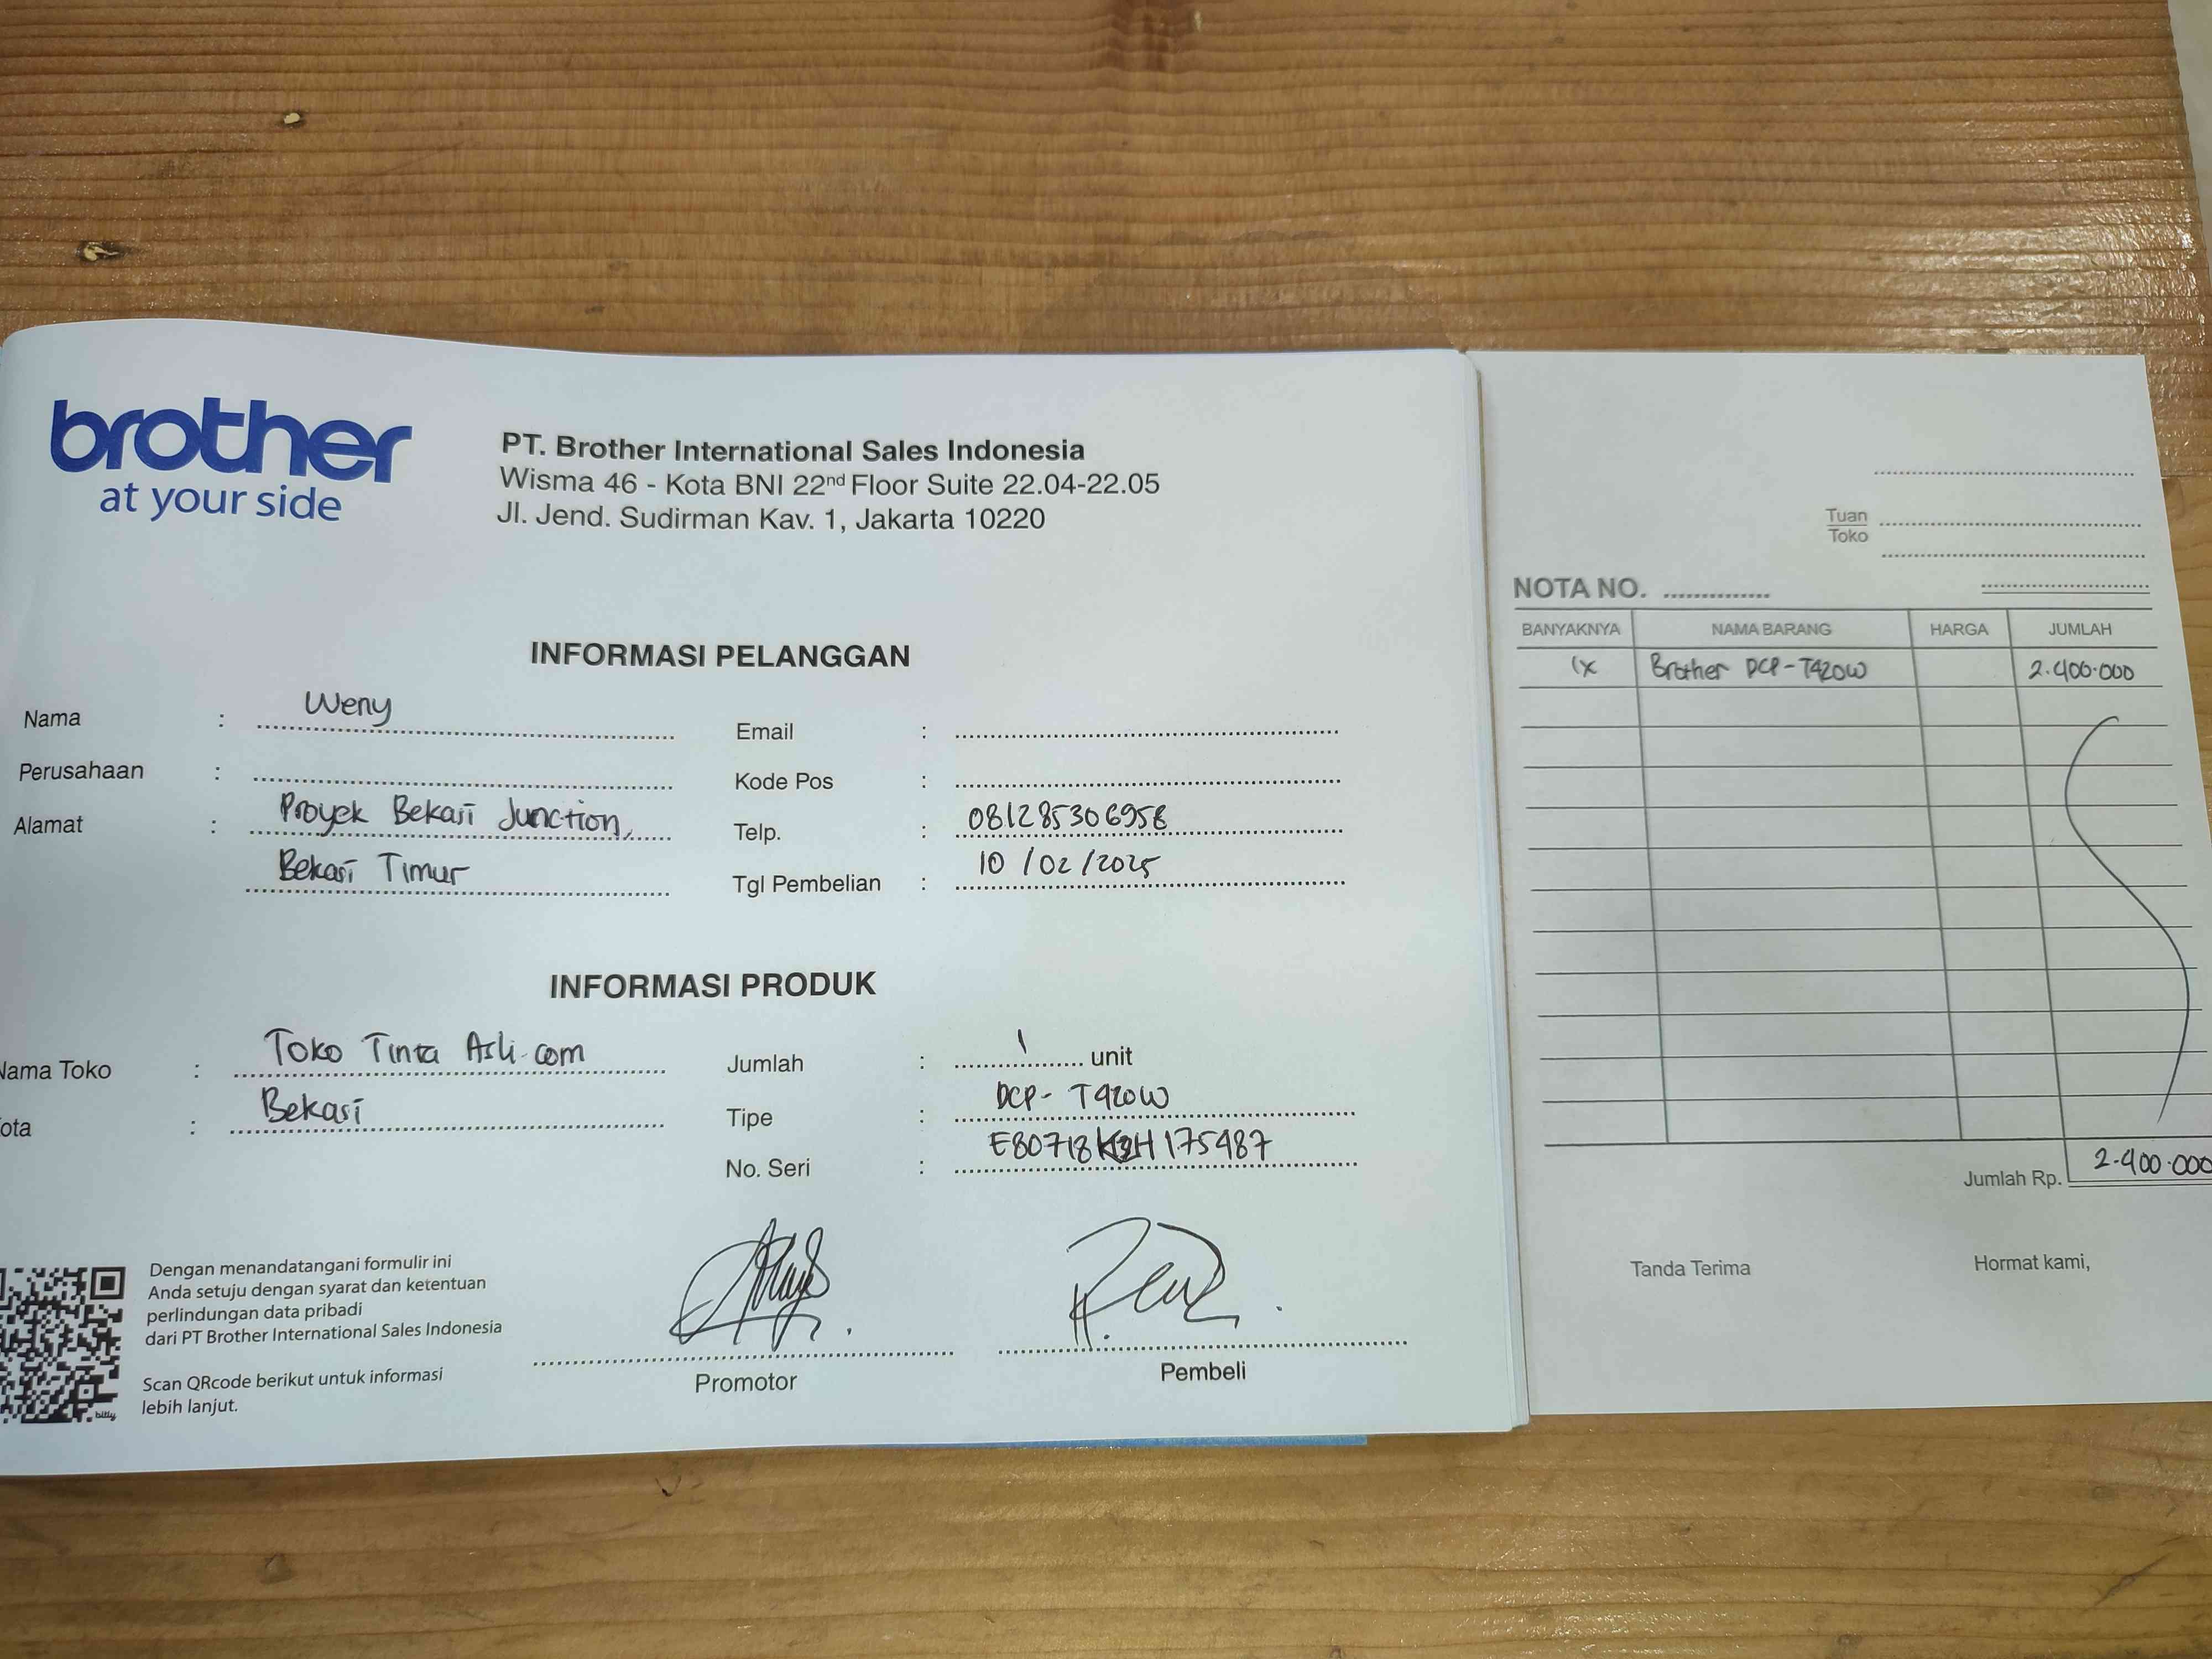 brother
at your side
PT. Brother International Sales Indonesia
Wisma 46 - Kota BNI 22nd Floor Suite 22.04-22.05
Jl. Jend. Sudirman Kav. 1, Jakarta 10220
INFORMASI PELANGGAN
Nama : Weny
Perusahaan :
Alamat : Proyek Bekasi Junction,
Bekasi Timur
Email :
Kode Pos :
Telp. : 081285306958
Tgl Pembelian : 10/02/2025
INFORMASI PRODUK
Nama Toko : Toko Tinta Asli.com
ota : Bekasi
Jumlah : 1 unit
Tipe : DCP-T420W
No. Seri :
Dengan menandatangani formulir ini
Anda setuju dengan syarat dan ketentuan
perlindungan data pribadi
dari PT Brother International Sales Indonesia
Scan QRcode berikut untuk informasi
lebih lanjut.
bitly
Promotor
Pembeli
Tuan
Toko
NOTA NO.
BANYAKNYA NAMA BARANG HARGA JUMLAH
1x Brother DCP-T420W 2.400.000
Jumlah Rp. 2.400.000
Tanda Terima
Hormat kami,